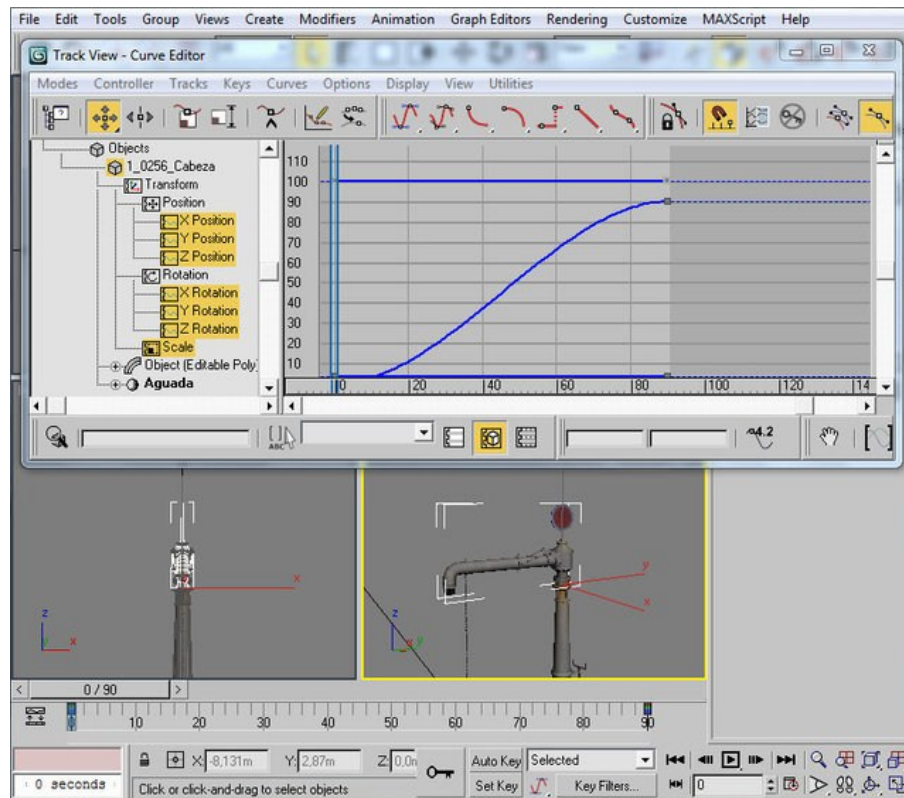 File Edit Tools Group Views Create Modifiers Animation Graph Editors Rendering Customize MAXScript Help
Track View - Curve Editor
Modes Controller Tracks Keys Curves Options Display View Utilities
Objects
1_0256_Cabeza
Transform
Position
X Position
Y Position
Z Position
Rotation
X Rotation
Y Rotation
Z Rotation
Scale
Object (Editable Poly)
Aguada
110
100
90
80
70
60
50
40
30
20
10
0 20 40 60 80 100 120 14
ABC
4.2
x
z
x
y
x
z
y
0 / 90
10 20 30 40 50 60 70 80 90
X: -8,131m Y: 2,87m Z: 0,0m Auto Key Selected
0 seconds Click or click-and-drag to select objects Set Key Key Filters... 0